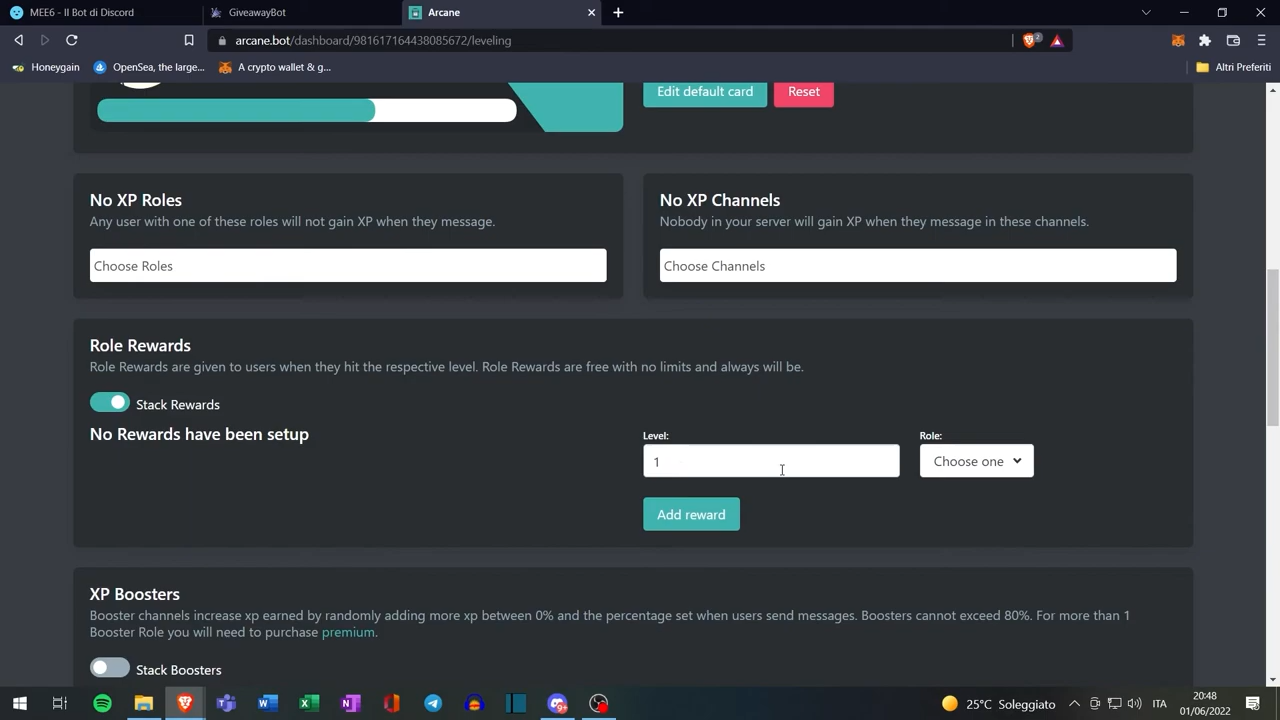 MEE6 - Il Bot di Discord
GiveawayBot
Arcane
arcane.bot/dashboard/981617164438085672/leveling
2
Honeygain
OpenSea, the large...
A crypto wallet & g...
Altri Preferiti
Edit default card
Reset
No XP Roles
Any user with one of these roles will not gain XP when they message.
Choose Roles
No XP Channels
Nobody in your server will gain XP when they message in these channels.
Choose Channels
Role Rewards
Role Rewards are given to users when they hit the respective level. Role Rewards are free with no limits and always will be.
Stack Rewards
No Rewards have been setup
Level:
1
Role:
Choose one
Add reward
XP Boosters
Booster channels increase xp earned by randomly adding more xp between 0% and the percentage set when users send messages. Boosters cannot exceed 80%. For more than 1
Booster Role you will need to purchase premium.
Stack Boosters
25°C Soleggiato
ITA
20:48
01/06/2022